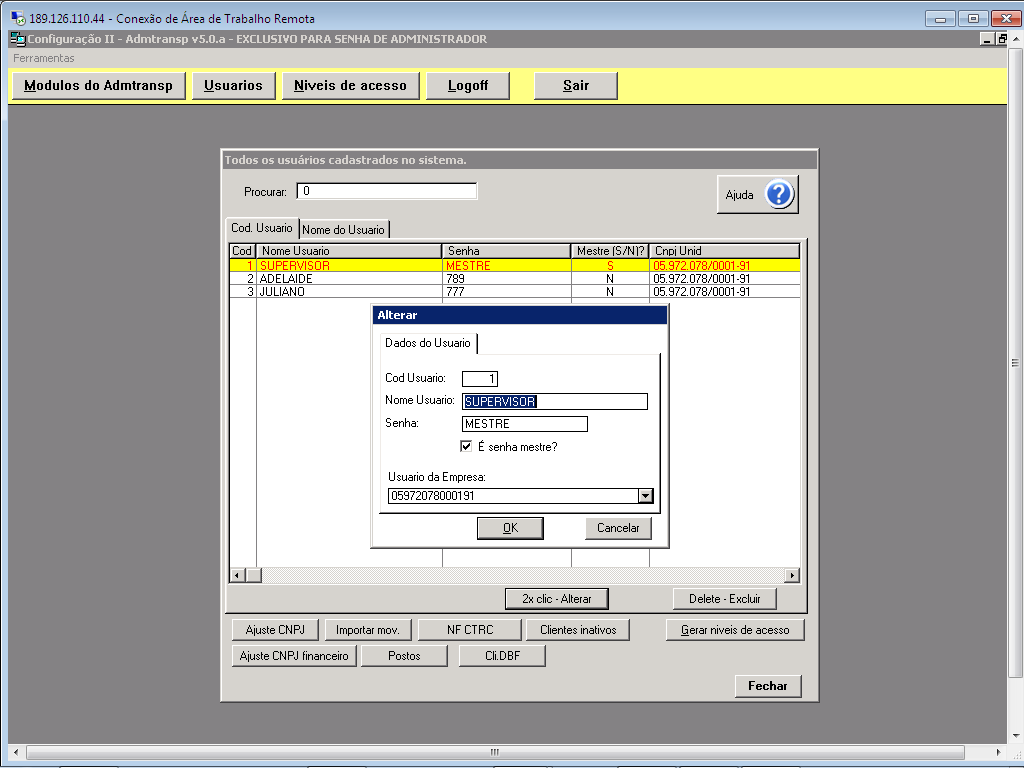 189.126.110.44 - Conexão de Área de Trabalho Remota
Configuração II - Admtransp v5.0.a - EXCLUSIVO PARA SENHA DE ADMINISTRADOR
Ferramentas
Modulos do Admtransp Usuarios Niveis de acesso Logoff Sair
Todos os usuários cadastrados no sistema.
Procurar: 0 Ajuda ?
Cod. Usuario Nome do Usuario
Cod Nome Usuario Senha Mestre (S/N)? Cnpj Unid
1 SUPERVISOR MESTRE S 05.972.078/0001-91
2 ADELAIDE 789 N 05.972.078/0001-91
3 JULIANO 777 N 05.972.078/0001-91
Alterar
Dados do Usuario
Cod Usuario: 1
Nome Usuario: SUPERVISOR
Senha: MESTRE
É senha mestre?
Usuario da Empresa:
05972078000191
OK Cancelar
2x clic - Alterar Delete - Excluir
Ajuste CNPJ Importar mov. NF CTRC Clientes inativos Gerar niveis de acesso
Ajuste CNPJ financeiro Postos Cli.DBF
Fechar